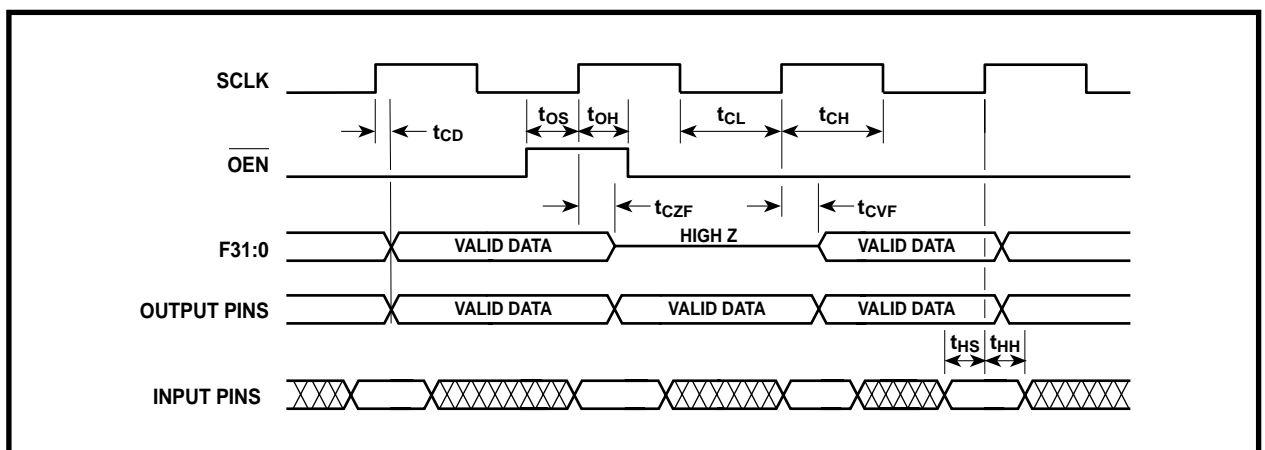 SCLK
tOS tOH tCL tCH
tCD
OEN
tCZF tCVF
F31:0 VALID DATA HIGH Z VALID DATA
OUTPUT PINS VALID DATA VALID DATA VALID DATA
tHS tHH
INPUT PINS